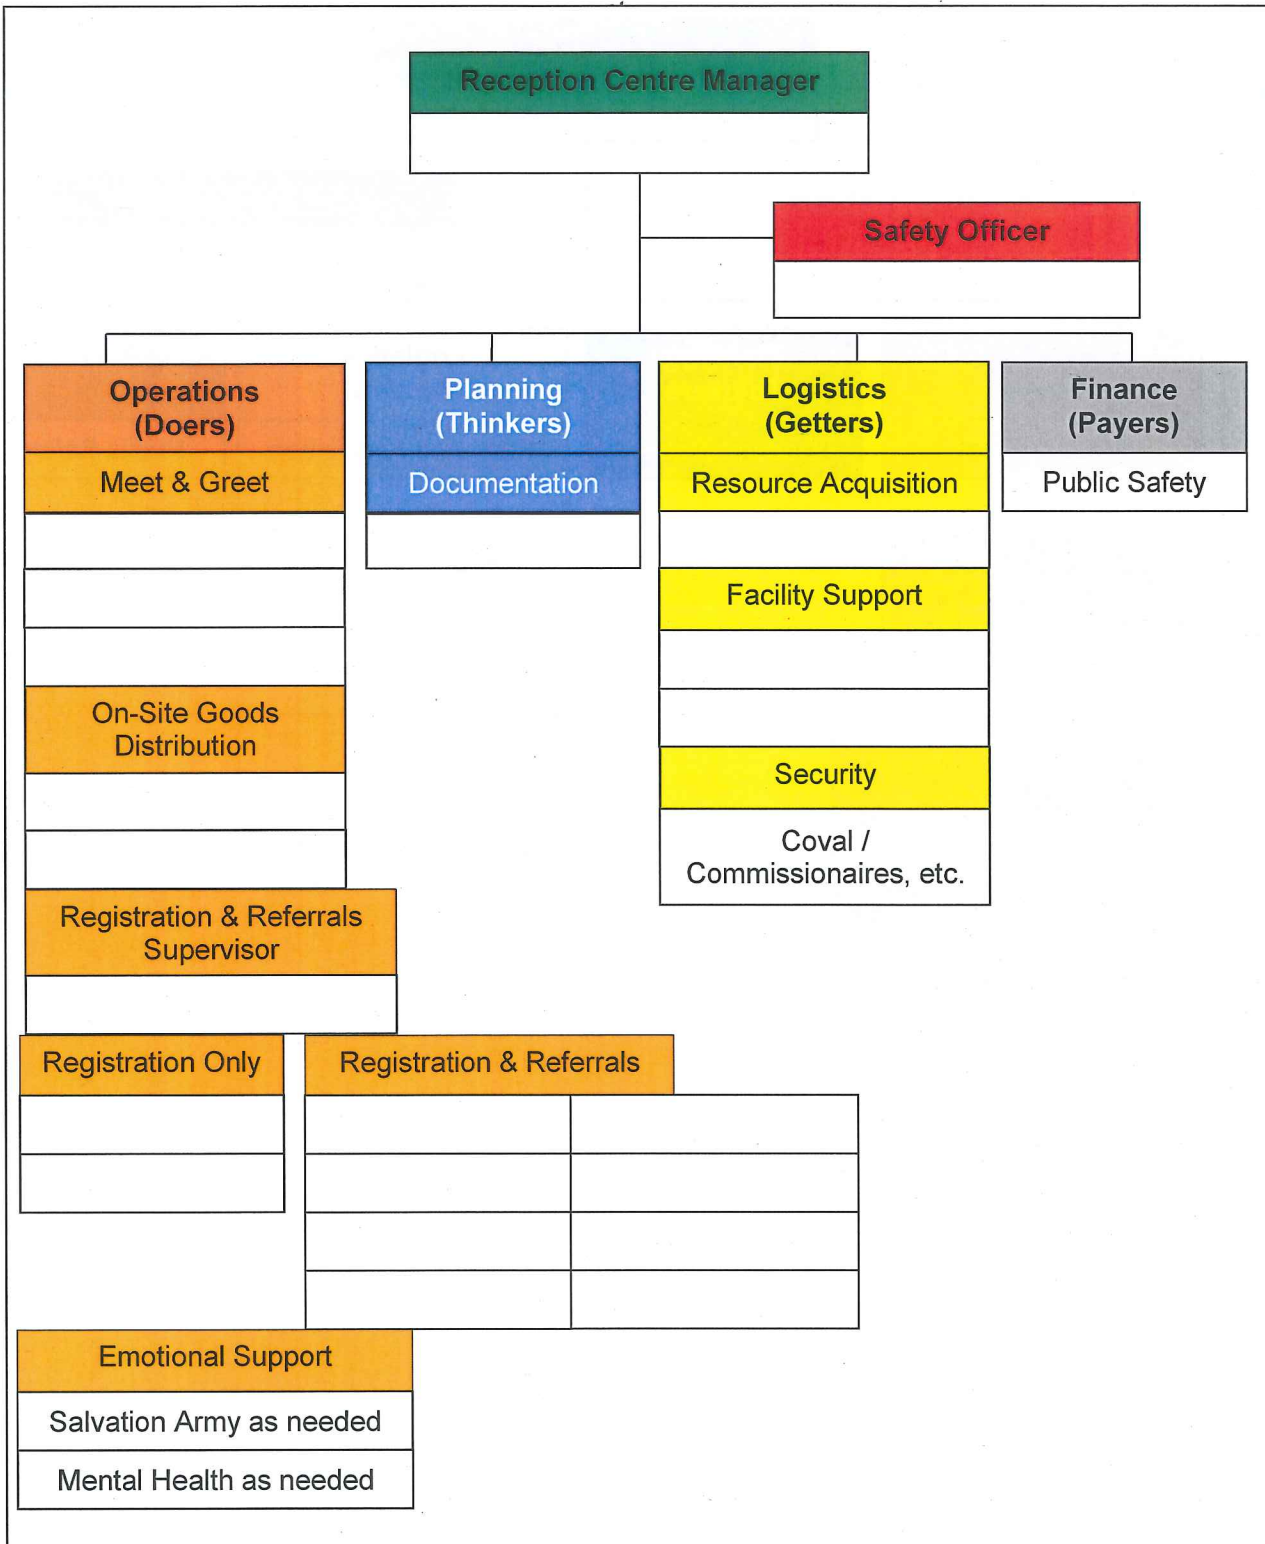 Reception Centre Manager
Safety Officer
Operations
(Doers)
Meet & Greet
On-Site Goods
Distribution
Registration & Referrals
Supervisor
Registration Only
Registration & Referrals
Emotional Support
Salvation Army as needed
Mental Health as needed
Planning
(Thinkers)
Documentation
Logistics
(Getters)
Resource Acquisition
Facility Support
Security
Coval /
Commissionaires, etc.
Finance
(Payers)
Public Safety